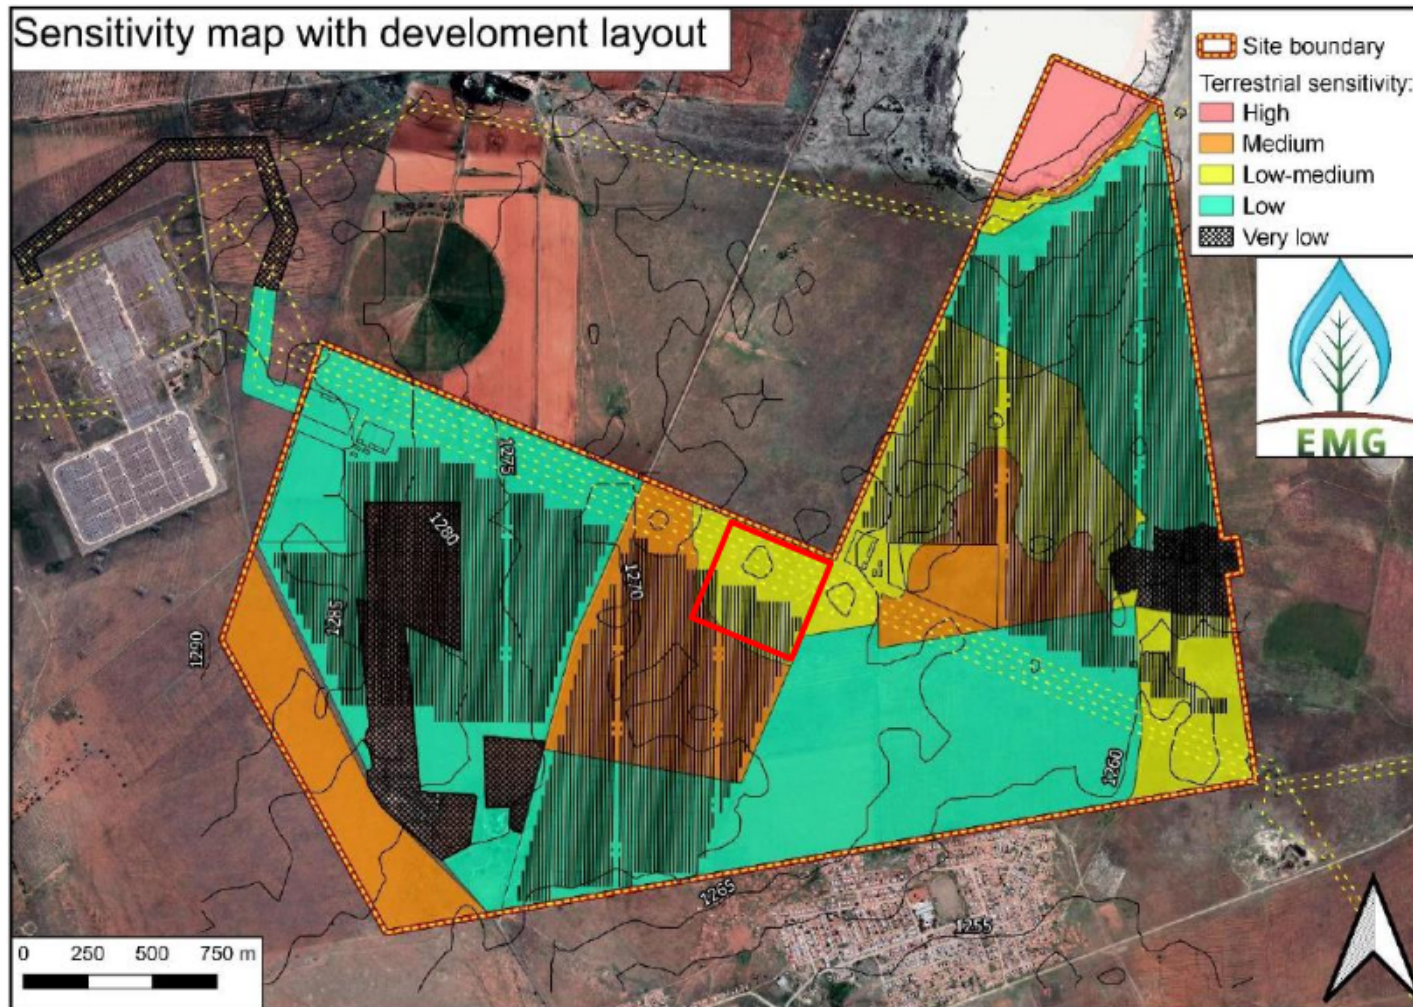 Sensitivity map with develoment layout
Site boundary
Terrestrial sensitivity:
High
Medium
Low-medium
Low
Very low
EMG
1275
1280
1270
1285
1290
1260
1265
1255
0 250 500 750 m